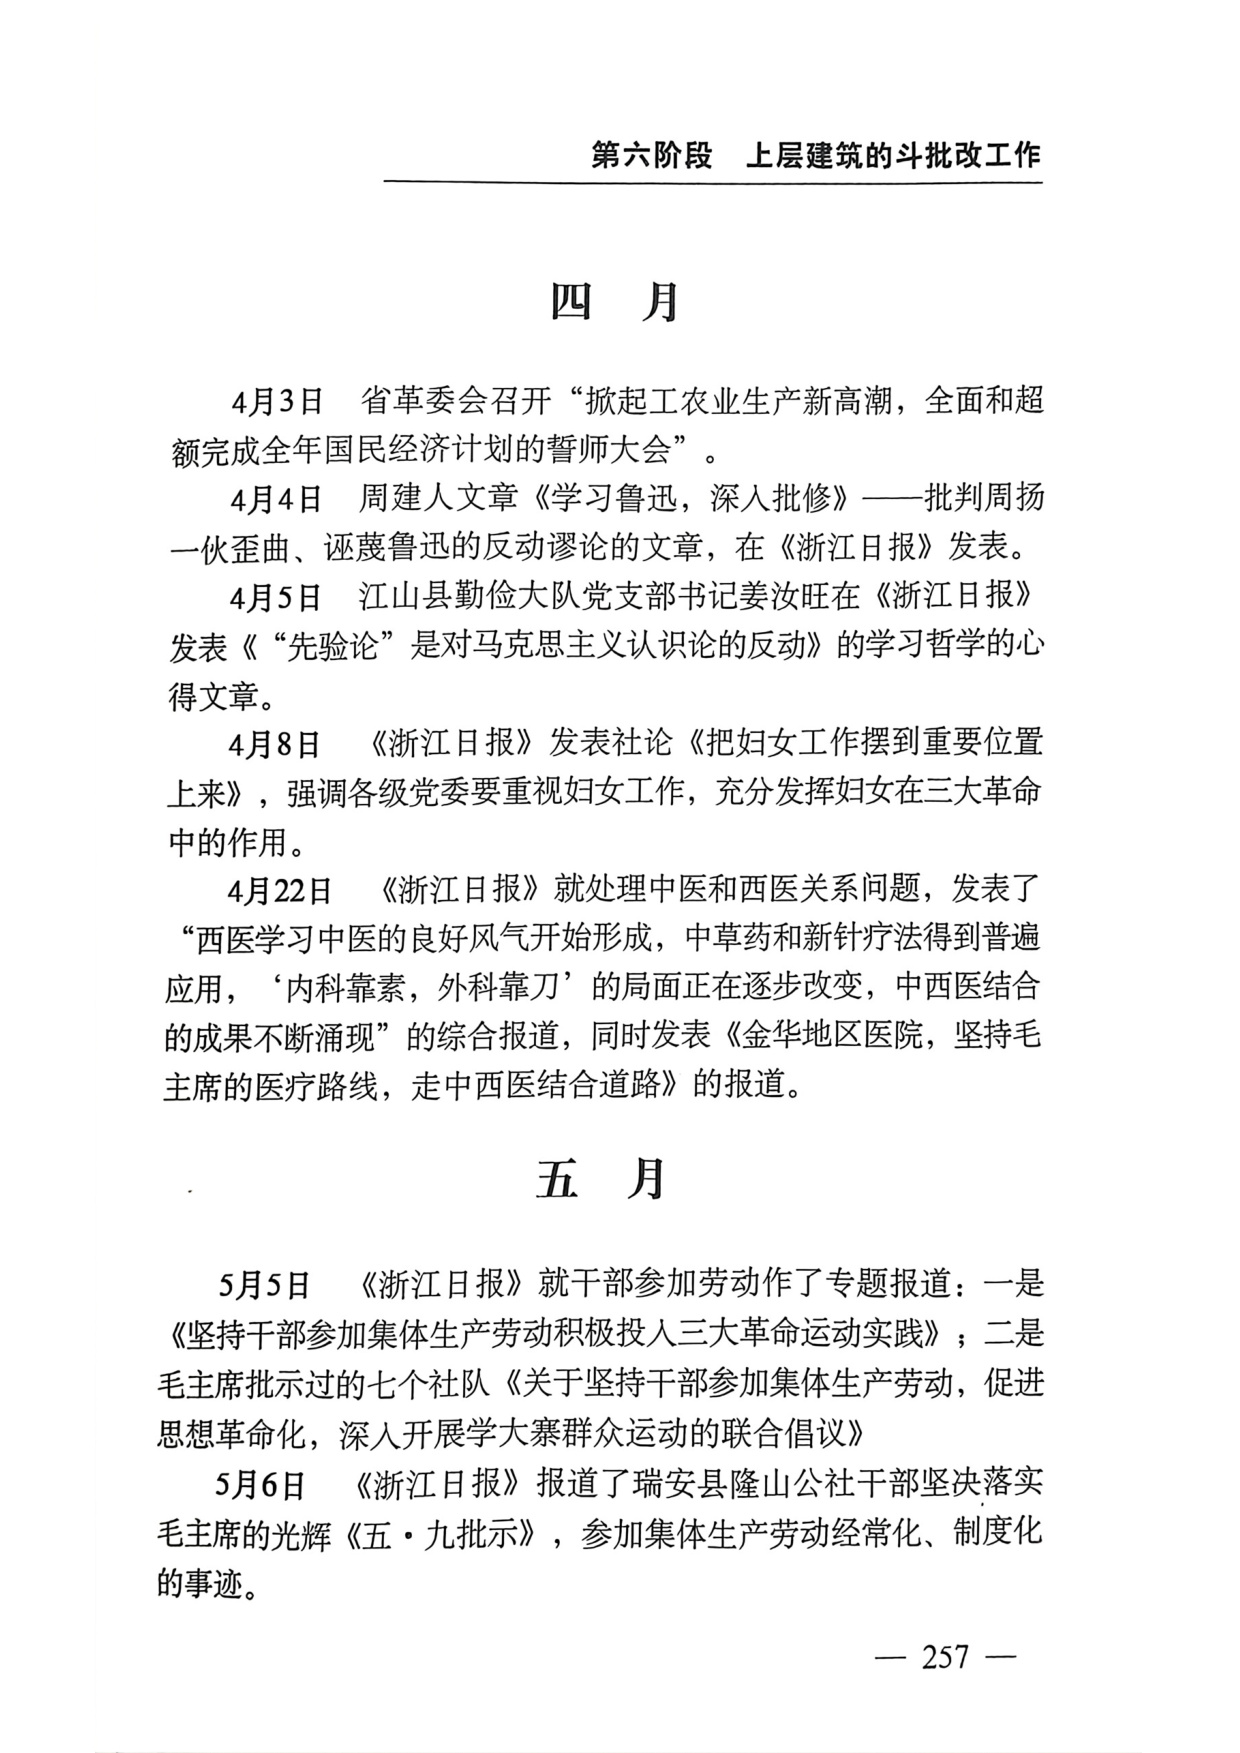 第六阶段　上层建筑的斗批改工作
四　月
4月3日　省革委会召开“掀起工农业生产新高潮，全面和超
额完成全年国民经济计划的誓师大会”。
4月4日　周建人文章《学习鲁迅，深入批修》——批判周扬
一伙歪曲、诬蔑鲁迅的反动谬论的文章，在《浙江日报》发表。
4月5日　江山县勤俭大队党支部书记姜汝旺在《浙江日报》
发表《“先验论”是对马克思主义认识论的反动》的学习哲学的心
得文章。
4月8日　《浙江日报》发表社论《把妇女工作摆到重要位置
上来》，强调各级党委要重视妇女工作，充分发挥妇女在三大革命
中的作用。
4月22日　《浙江日报》就处理中医和西医关系问题，发表了
“西医学习中医的良好风气开始形成，中草药和新针疗法得到普遍
应用，‘内科靠素，外科靠刀’的局面正在逐步改变，中西医结合
的成果不断涌现”的综合报道，同时发表《金华地区医院，坚持毛
主席的医疗路线，走中西医结合道路》的报道。
五　月
5月5日　《浙江日报》就干部参加劳动作了专题报道：一是
《坚持干部参加集体生产劳动积极投入三大革命运动实践》；二是
毛主席批示过的七个社队《关于坚持干部参加集体生产劳动，促进
思想革命化，深入开展学大寨群众运动的联合倡议》
5月6日　《浙江日报》报道了瑞安县隆山公社干部坚决落实
毛主席的光辉《五·九批示》，参加集体生产劳动经常化、制度化
的事迹。
— 257 —